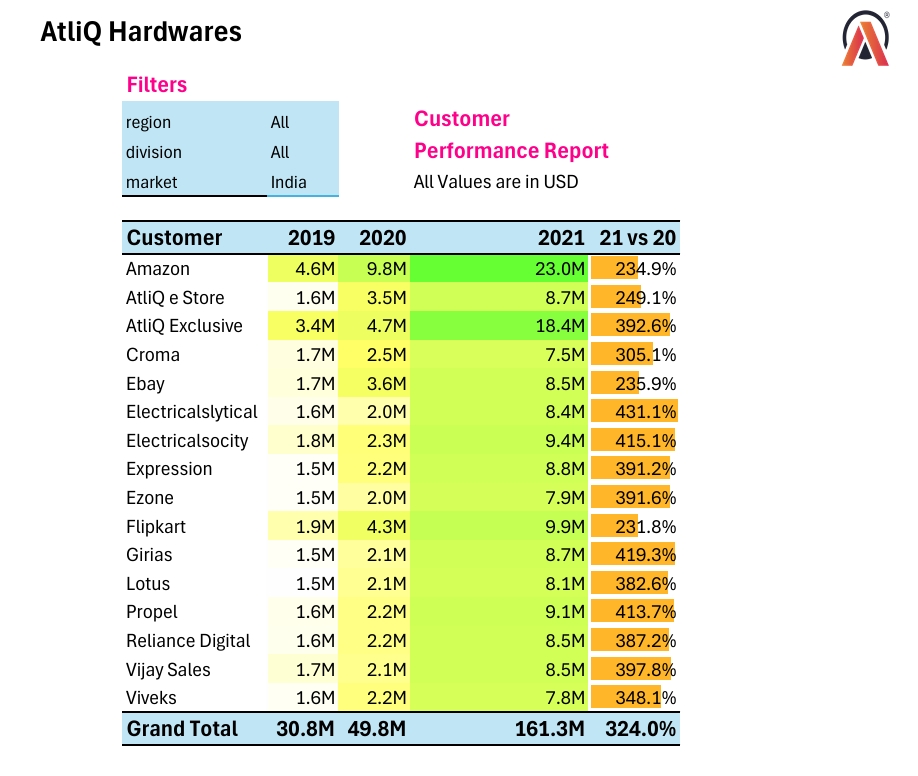 AtliQ Hardwares
®
Filters
region All
division All
market India
Customer
Performance Report
All Values are in USD
Customer 2019 2020 2021 21 vs 20
Amazon 4.6M 9.8M 23.0M 234.9%
AtliQ e Store 1.6M 3.5M 8.7M 249.1%
AtliQ Exclusive 3.4M 4.7M 18.4M 392.6%
Croma 1.7M 2.5M 7.5M 305.1%
Ebay 1.7M 3.6M 8.5M 235.9%
Electricalslytical 1.6M 2.0M 8.4M 431.1%
Electricalsocity 1.8M 2.3M 9.4M 415.1%
Expression 1.5M 2.2M 8.8M 391.2%
Ezone 1.5M 2.0M 7.9M 391.6%
Flipkart 1.9M 4.3M 9.9M 231.8%
Girias 1.5M 2.1M 8.7M 419.3%
Lotus 1.5M 2.1M 8.1M 382.6%
Propel 1.6M 2.2M 9.1M 413.7%
Reliance Digital 1.6M 2.2M 8.5M 387.2%
Vijay Sales 1.7M 2.1M 8.5M 397.8%
Viveks 1.6M 2.2M 7.8M 348.1%
Grand Total 30.8M 49.8M 161.3M 324.0%